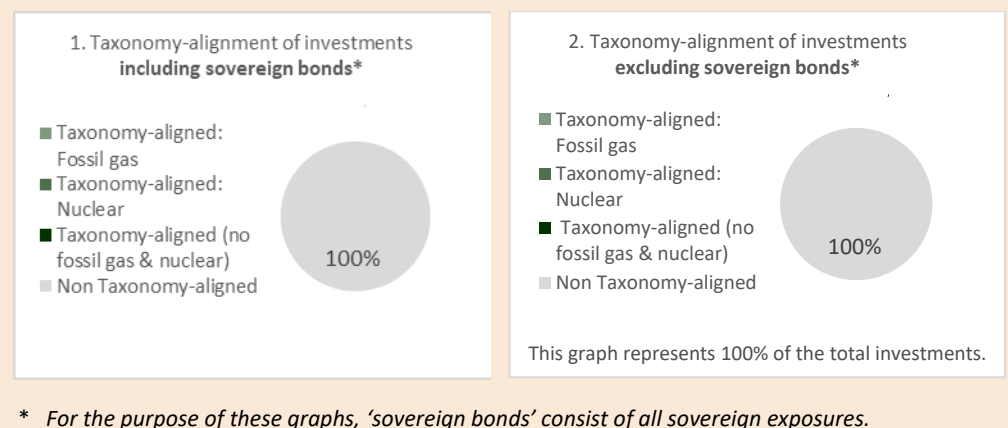 1. Taxonomy-alignment of investments
including sovereign bonds*
Taxonomy-aligned:
Fossil gas
Taxonomy-aligned:
Nuclear
Taxonomy-aligned (no
fossil gas & nuclear)
Non Taxonomy-aligned
100%
2. Taxonomy-alignment of investments
excluding sovereign bonds*
Taxonomy-aligned:
Fossil gas
Taxonomy-aligned:
Nuclear
Taxonomy-aligned (no
fossil gas & nuclear)
Non Taxonomy-aligned
100%
This graph represents 100% of the total investments.
* For the purpose of these graphs, ‘sovereign bonds’ consist of all sovereign exposures.